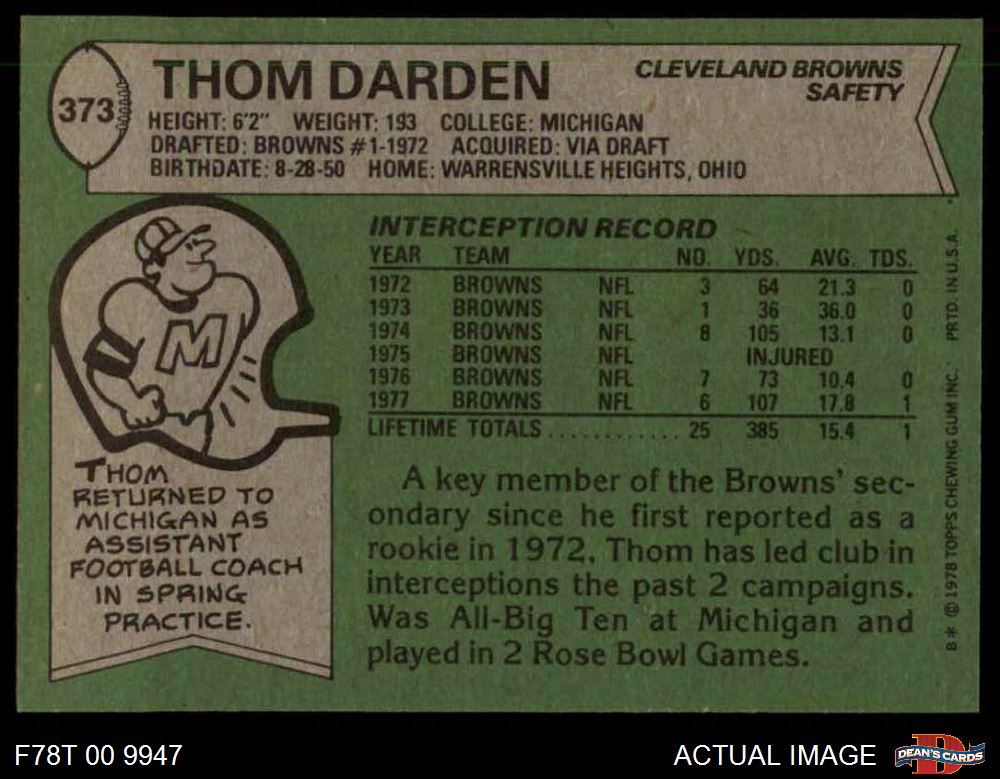 373
THOM DARDEN
CLEVELAND BROWNS
SAFETY
HEIGHT: 6'2" WEIGHT: 193 COLLEGE: MICHIGAN
DRAFTED: BROWNS #1-1972 ACQUIRED: VIA DRAFT
BIRTHDATE: 8-28-50 HOME: WARRENSVILLE HEIGHTS, OHIO
M
THOM
RETURNED TO
MICHIGAN AS
ASSISTANT
FOOTBALL COACH
IN SPRING
PRACTICE.
INTERCEPTION RECORD
YEAR TEAM NO. YDS. AVG. TDS.
1972 BROWNS NFL 3 64 21.3 0
1973 BROWNS NFL 1 36 36.0 0
1974 BROWNS NFL 8 105 13.1 0
1975 BROWNS NFL INJURED
1976 BROWNS NFL 7 73 10.4 0
1977 BROWNS NFL 6 107 17.8 1
LIFETIME TOTALS............ 25 385 15.4 1
A key member of the Browns' sec-
ondary since he first reported as a
rookie in 1972, Thom has led club in
interceptions the past 2 campaigns.
Was All-Big Ten at Michigan and
played in 2 Rose Bowl Games.
B* © 1978 TOPPS CHEWING GUM INC. PRTD. IN U.S.A.
F78T 00 9947
ACTUAL IMAGE
D
DEAN'S CARDS